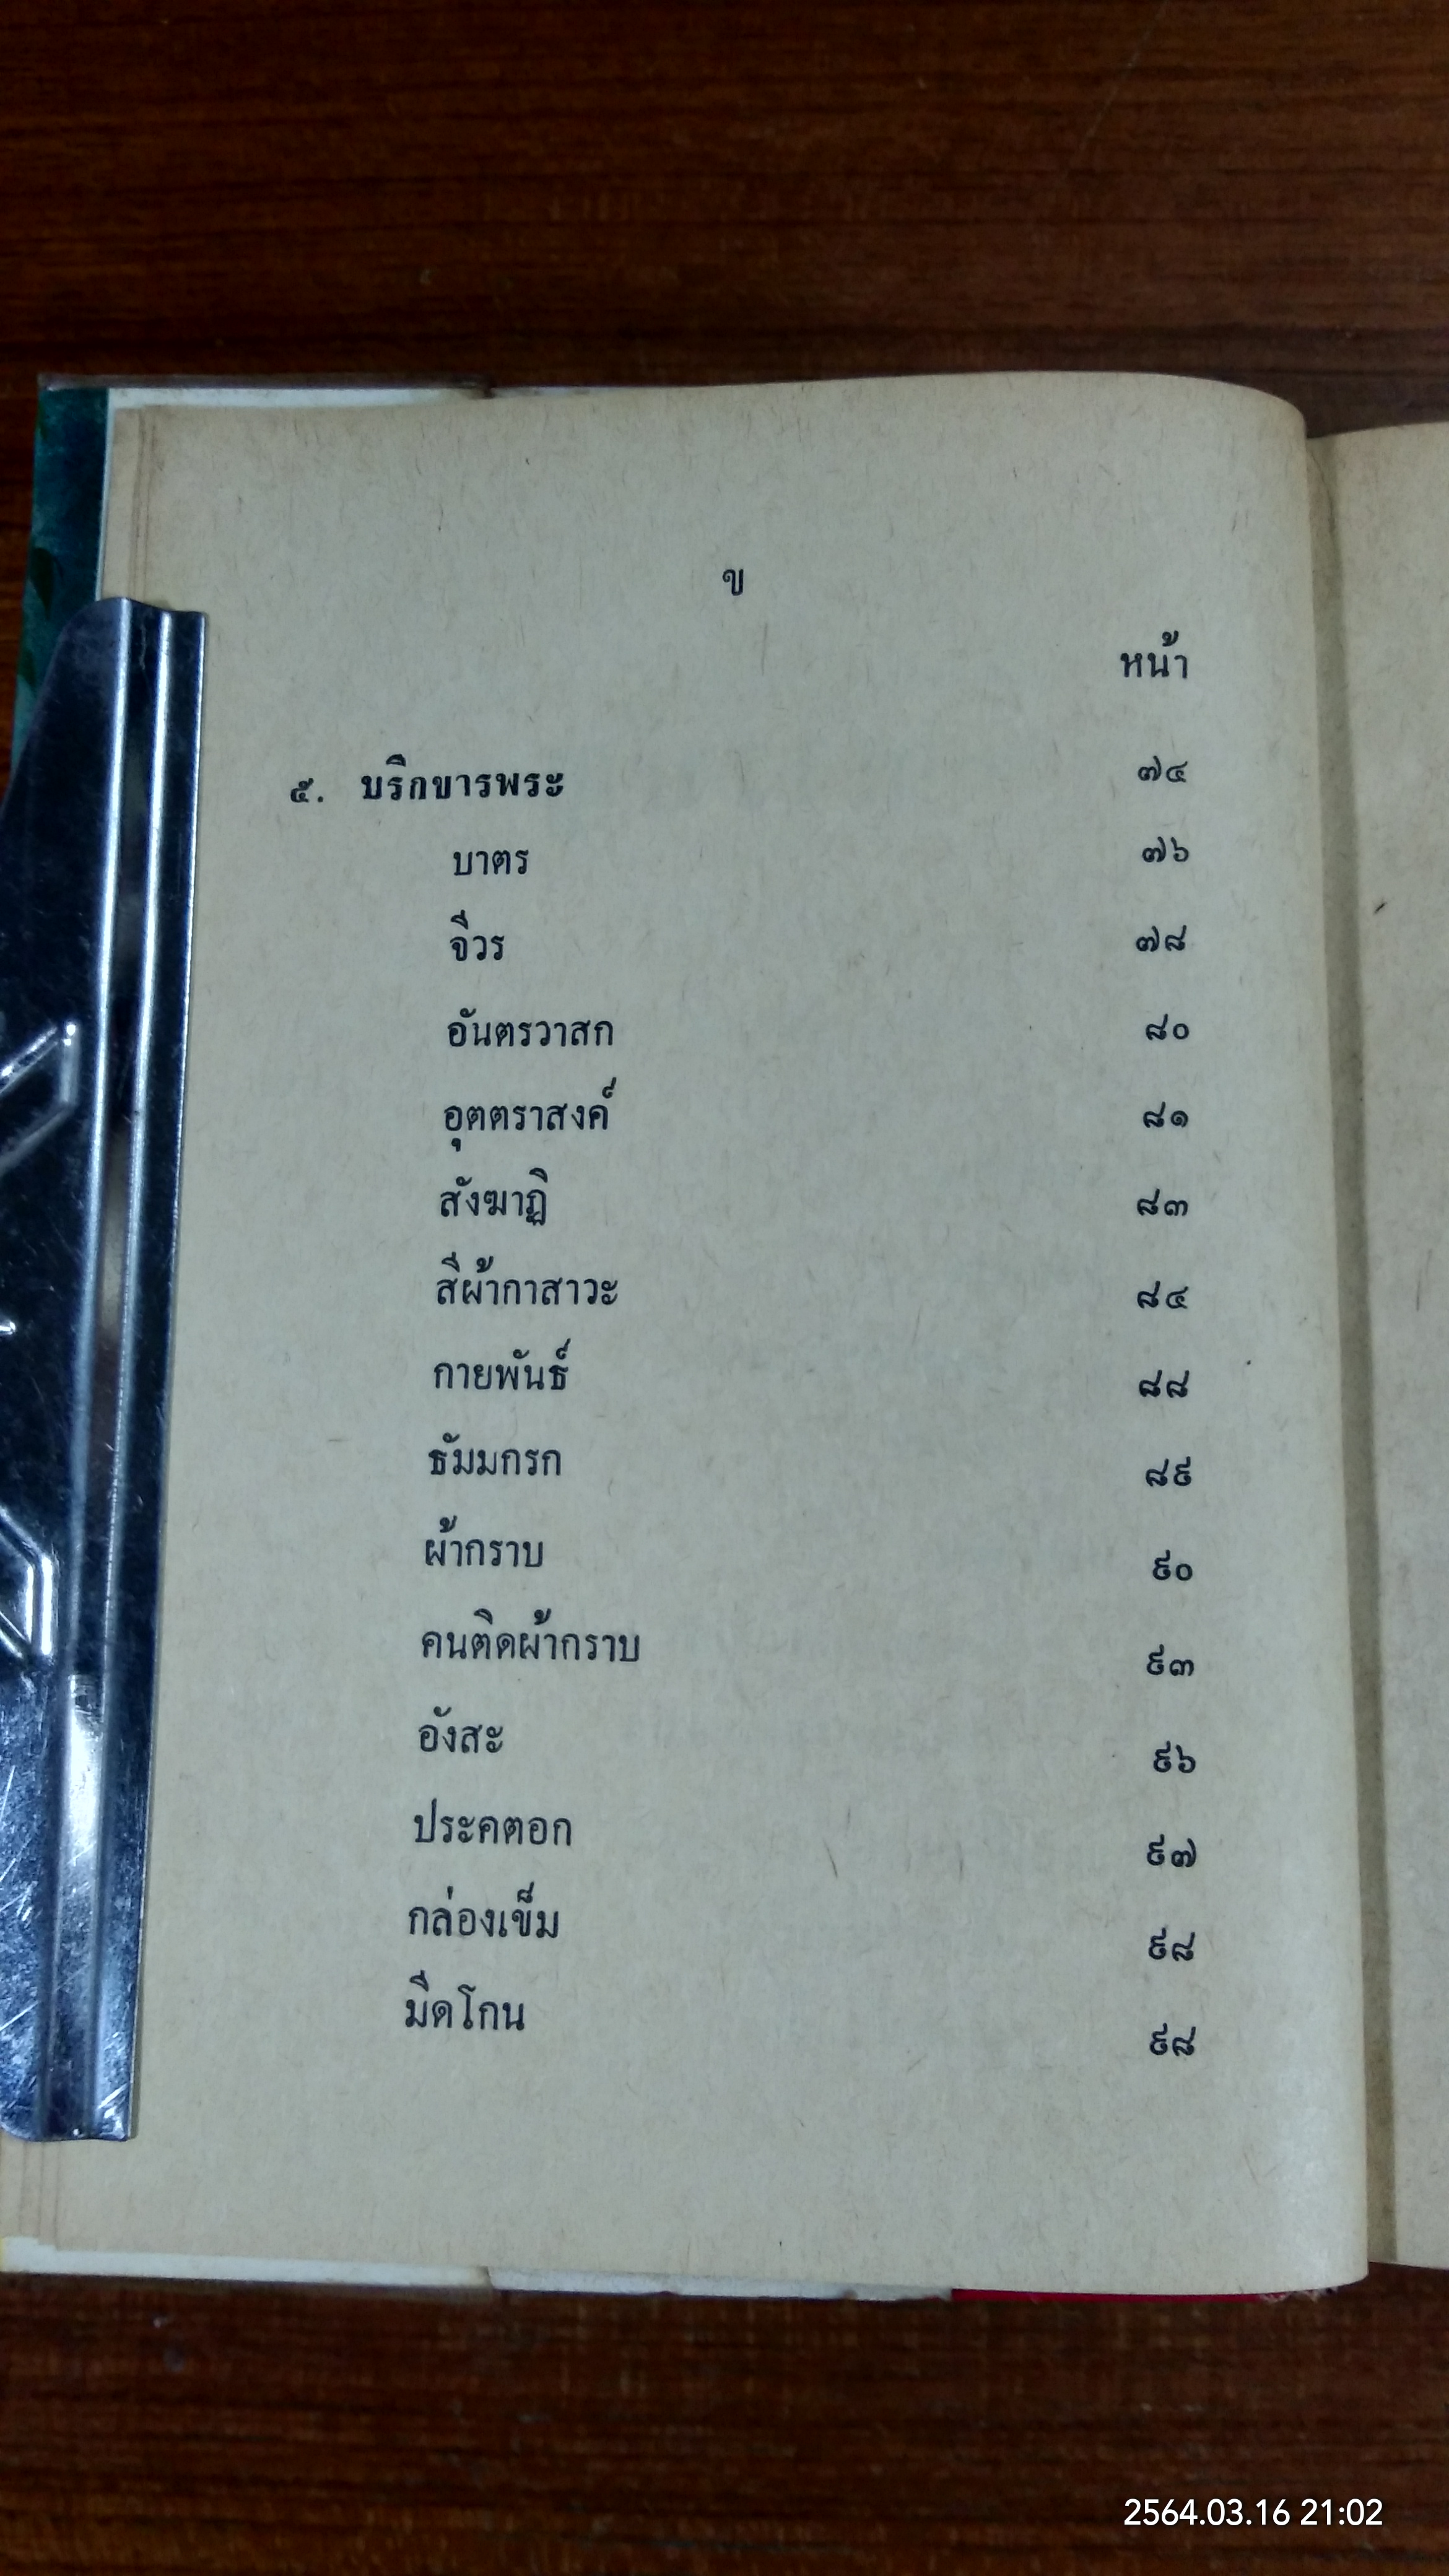 ข
หน้า
๕. บริกขารพระ ๗๔
บาตร ๗๖
จีวร ๗๘
อันตรวาสก ๘๐
อุตตราสงค์ ๘๑
สังฆาฏิ ๘๓
สีผ้ากาสาวะ ๘๔
กายพันธ์ ๘๘
ธัมมกรก ๘๙
ผ้ากราบ ๙๐
คนติดผ้ากราบ ๙๓
อังสะ ๙๖
ประคตอก ๙๗
กล่องเข็ม ๙๘
มีดโกน ๙๘
2564.03.16 21:02